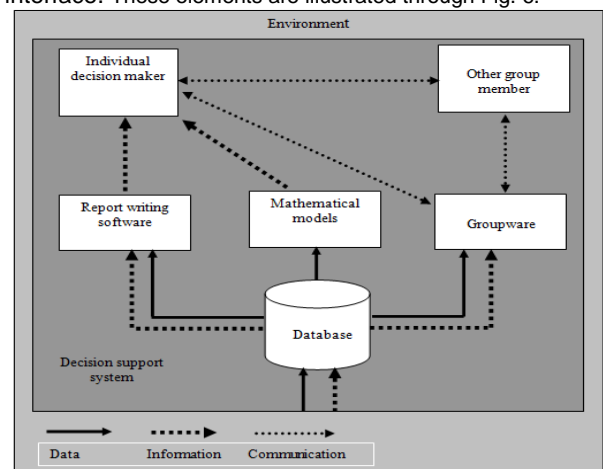 interface. These elements are illustrated through Fig.
Environment
Individual
decision maker
Other group
member
Report writing
software
Mathematical
models
Groupware
Database
Decision support
system
Data Information Communication